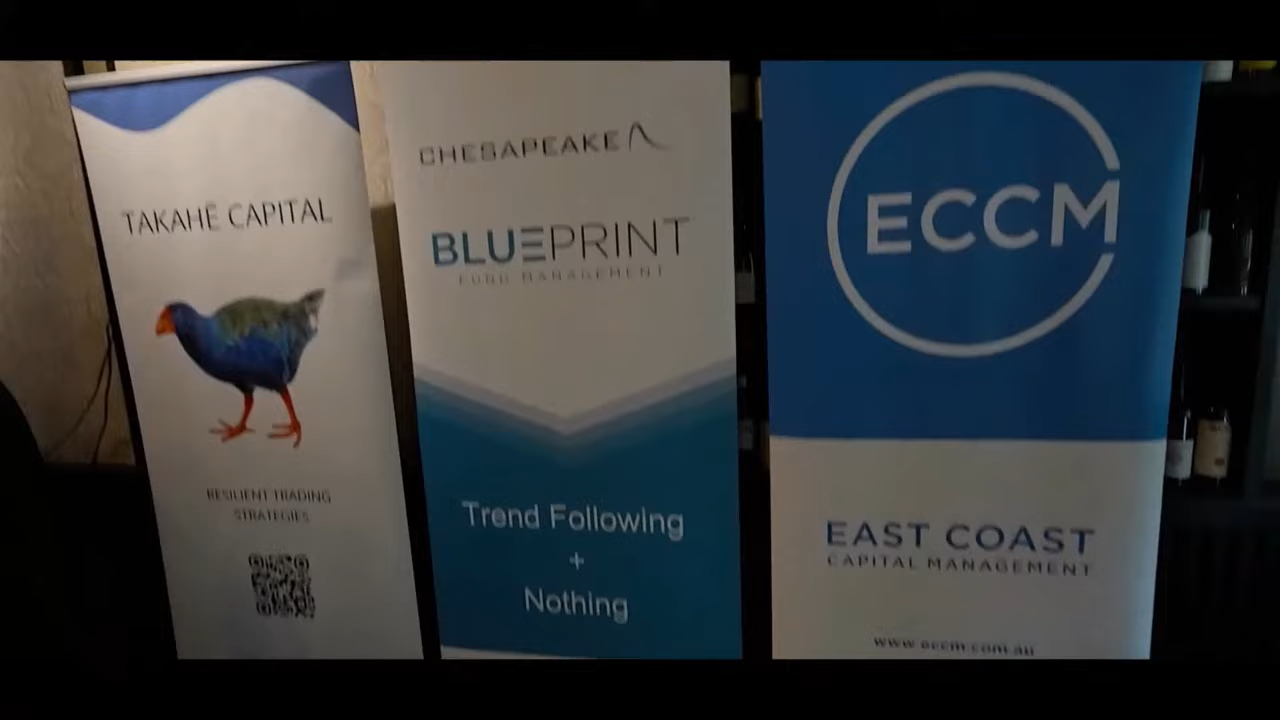 TAKAHĒ CAPITAL
RESILIENT TRADING
STRATEGIES
CHESAPEAKE
BLUEPRINT
FUND MANAGEMENT
Trend Following
+
Nothing
ECCM
EAST COAST
CAPITAL MANAGEMENT
www.eccm.com.au